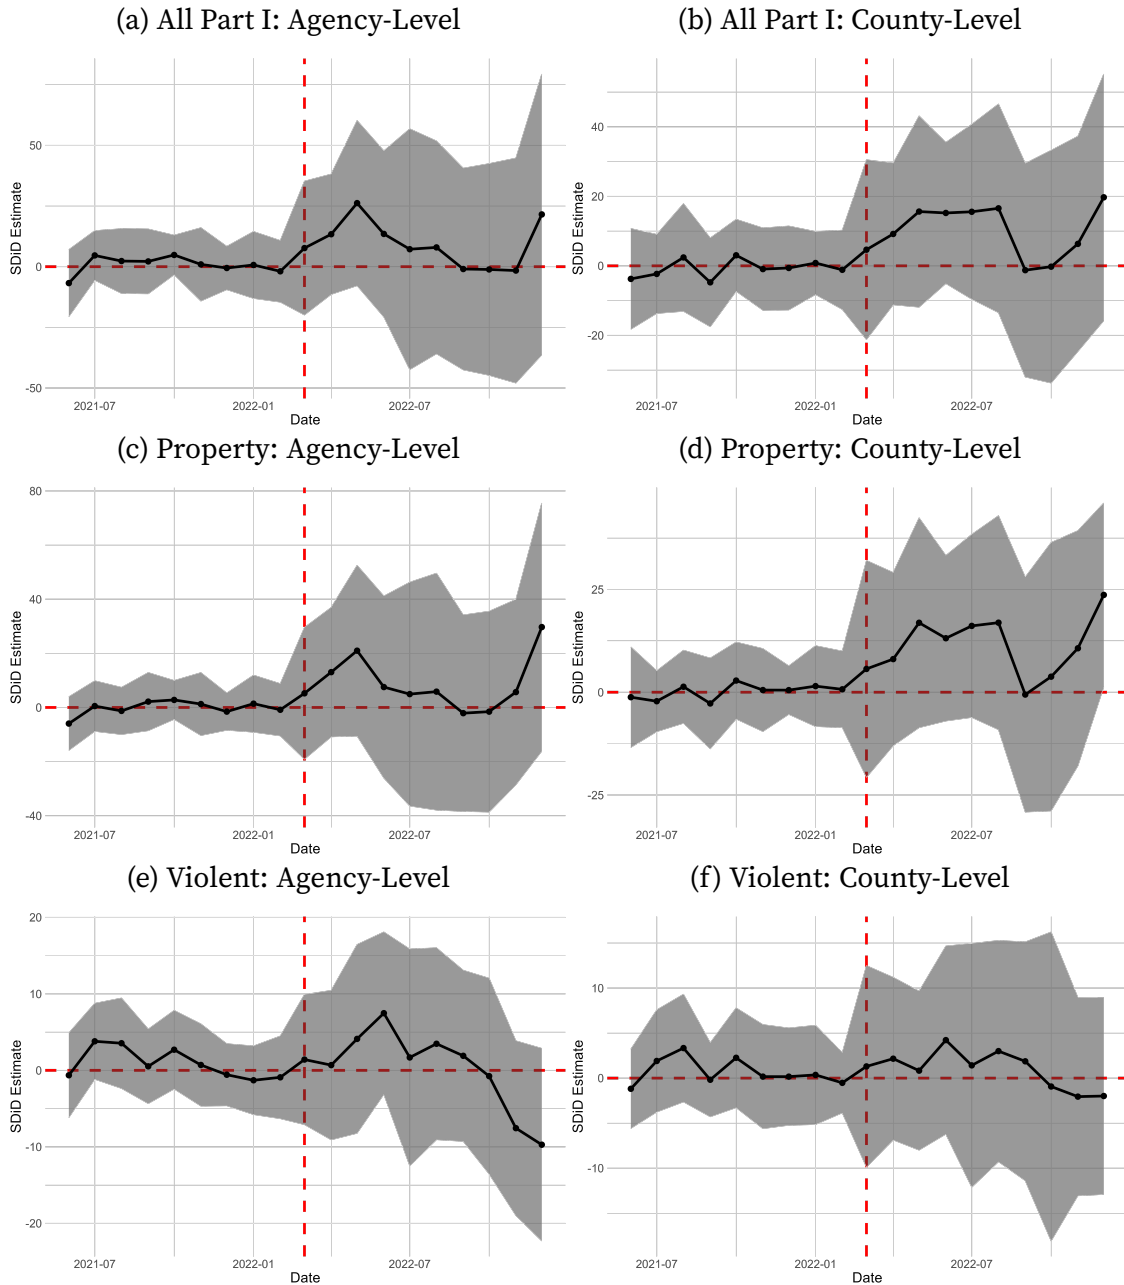 (a) All Part I: Agency-Level
50
0
-50
SDiD Estimate
2021-07
2022-01
2022-07
Date
(b) All Part I: County-Level
40
20
0
-20
SDiD Estimate
2021-07
2022-01
2022-07
Date
(c) Property: Agency-Level
80
40
0
-40
SDiD Estimate
2021-07
2022-01
2022-07
Date
(d) Property: County-Level
25
0
-25
SDiD Estimate
2021-07
2022-01
2022-07
Date
(e) Violent: Agency-Level
20
10
0
-10
-20
SDiD Estimate
2021-07
2022-01
2022-07
Date
(f) Violent: County-Level
10
0
-10
SDiD Estimate
2021-07
2022-01
2022-07
Date